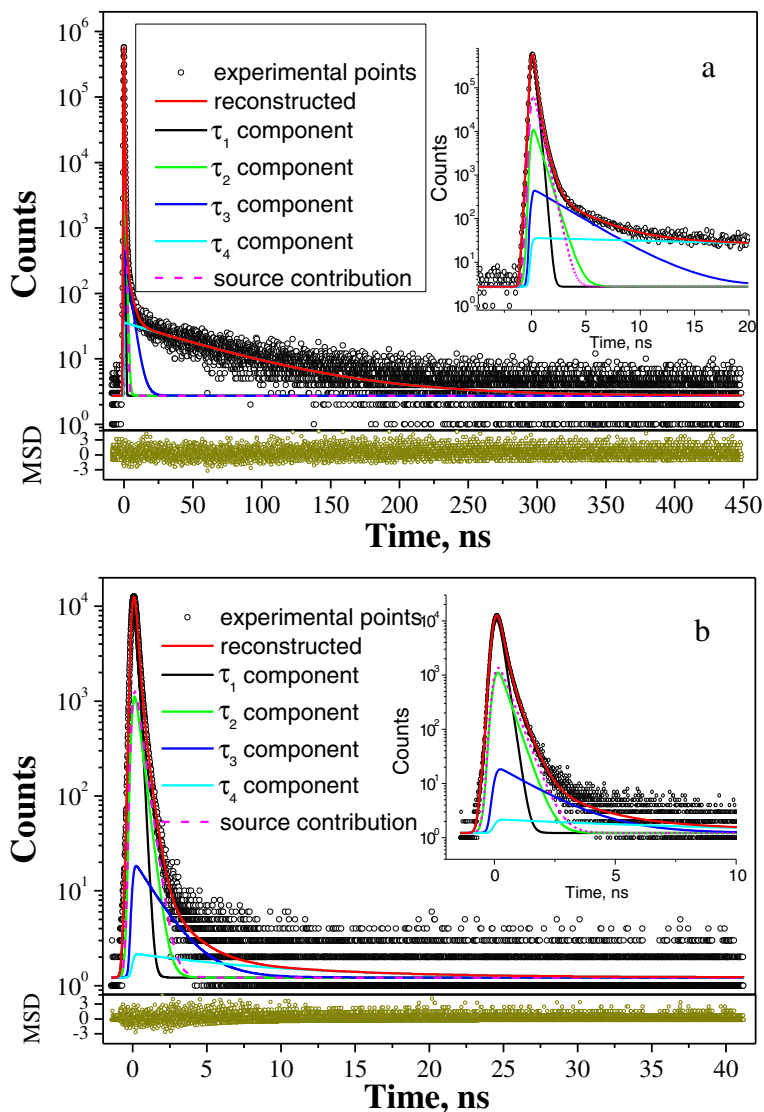 a
experimental points
reconstructed
τ1 component
τ2 component
τ3 component
τ4 component
source contribution
Counts
10^6
10^5
10^4
10^3
10^2
10^1
10^0
MSD
3
0
-3
0 50 100 150 200 250 300 350 400 450
Time, ns
Counts
10^5
10^4
10^3
10^2
10^1
10^0
-5 0 5 10 15 20
Time, ns
b
experimental points
reconstructed
τ1 component
τ2 component
τ3 component
τ4 component
source contribution
Counts
10^4
10^3
10^2
10^1
10^0
MSD
3
0
-3
0 5 10 15 20 25 30 35 40
Time, ns
Counts
10^4
10^3
10^2
10^1
10^0
0 5 10
Time, ns